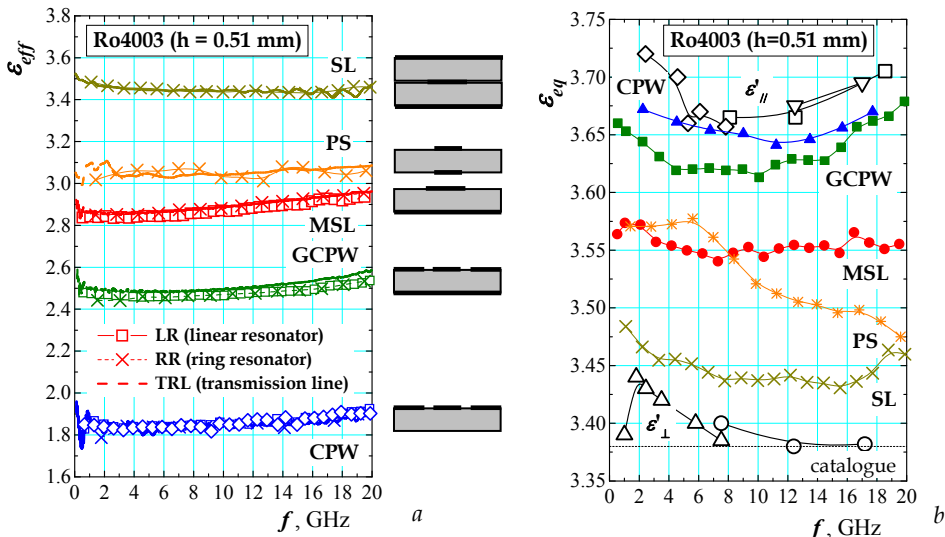 Ro4003 (h = 0.51 mm)
ε_eff
3.8
3.6
3.4
3.2
3.0
2.8
2.6
2.4
2.2
2.0
1.8
1.6
SL
PS
MSL
GCPW
LR (linear resonator)
RR (ring resonator)
TRL (transmission line)
CPW
0 2 4 6 8 10 12 14 16 18 20
f, GHz
a
Ro4003 (h=0.51 mm)
ε_eq
3.75
3.70
3.65
3.60
3.55
3.50
3.45
3.40
3.35
CPW
ε'//
GCPW
MSL
PS
SL
ε'⊥
catalogue
0 2 4 6 8 10 12 14 16 18 20
f, GHz
b